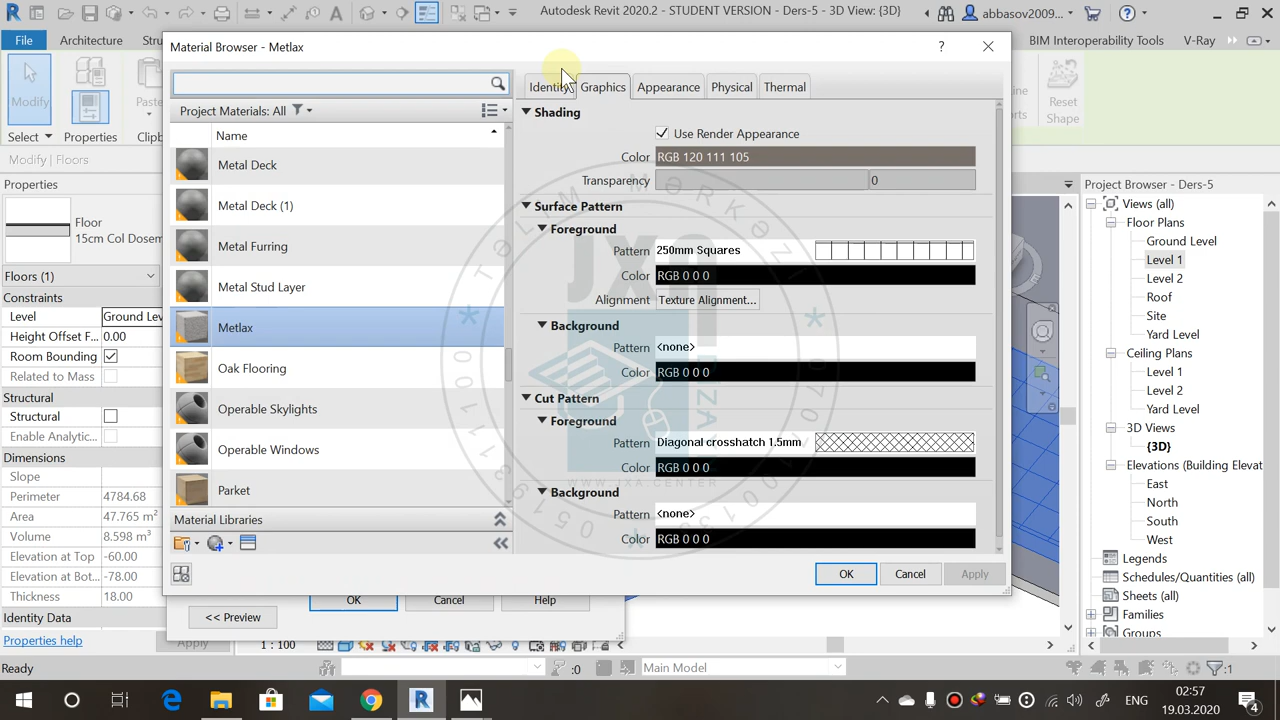 Autodesk Revit 2020.2 - STUDENT VERSION - Ders-5 - 3D View: {3D}
abbasov2009...
File
Architecture
Stru
BIM Interoperability Tools
V-Ray
Modify
Properties
Paste
Clipb
Reset
Shape
orts
Select
Modify | Floors
Properties
Floor
15cm Col Dosem
Floors (1)
Constraints
Level
Ground Lev
Height Offset F...
0.00
Room Bounding
Related to Mass
Structural
Structural
Enable Analytic...
Dimensions
Slope
Perimeter
4784.68
Area
47.765 m²
Volume
8.598 m³
Elevation at Top
-60.00
Elevation at Bot...
-78.00
Thickness
18.00
Identity Data
Properties help
Apply
Material Browser - Metlax
?
Project Materials: All
Name
Metal Deck
Metal Deck (1)
Metal Furring
Metal Stud Layer
Metlax
Oak Flooring
Operable Skylights
Operable Windows
Parket
Material Libraries
Identity
Graphics
Appearance
Physical
Thermal
Shading
Use Render Appearance
Color
RGB 120 111 105
Transparency
0
Surface Pattern
Foreground
Pattern
250mm Squares
Color
RGB 0 0 0
Alignment
Texture Alignment...
Background
Pattern
<none>
Color
RGB 0 0 0
Cut Pattern
Foreground
Pattern
Diagonal crosshatch 1.5mm
Color
RGB 0 0 0
Background
Pattern
<none>
Color
RGB 0 0 0
OK
Cancel
Apply
OK
Cancel
Help
<< Preview
JXA
WWW.JXA.CENTER
Project Browser - Ders-5
Views (all)
Floor Plans
Ground Level
Level 1
Level 2
Roof
Site
Yard Level
Ceiling Plans
Level 1
Level 2
Yard Level
3D Views
{3D}
Elevations (Building Elevat
East
North
South
West
Legends
Schedules/Quantities (all)
Sheets (all)
Families
Groups
1 : 100
Ready
:0
Main Model
:1
ENG
02:57
19.03.2020
4